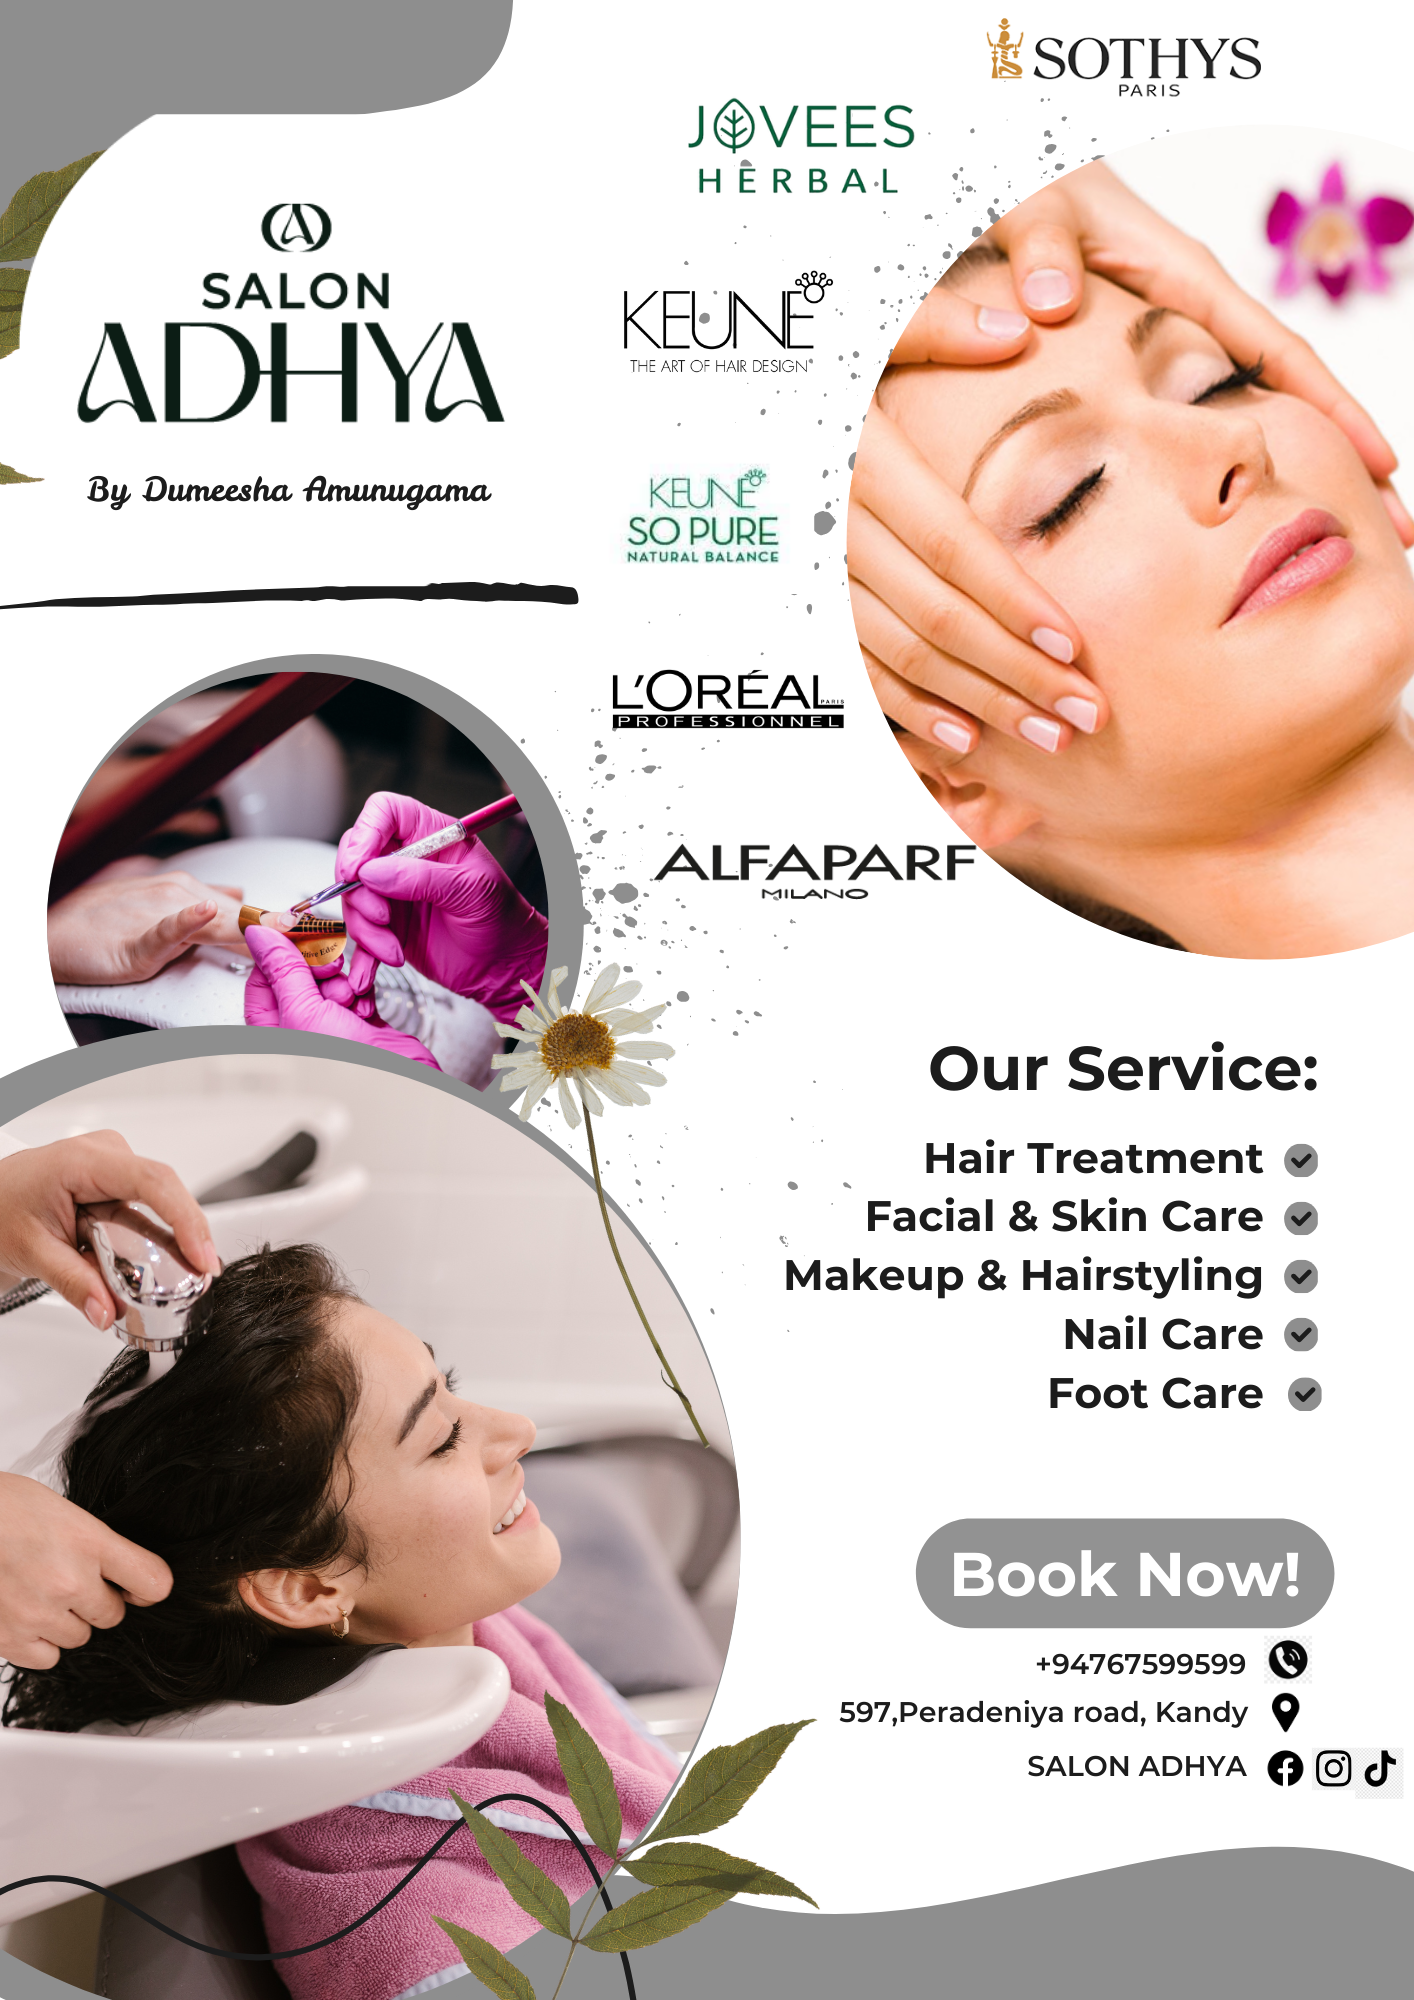 SOTHYS
PARIS
JOVEES
HERBAL
SALON
ADHYA
By Dumeesha Amunugama
KEUNE
THE ART OF HAIR DESIGN
KEUNE
SO PURE
NATURAL BALANCE
L'ORÉAL PARIS
PROFESSIONNEL
ALFAPARF
MILANO
Our Service:
Hair Treatment
Facial & Skin Care
Makeup & Hairstyling
Nail Care
Foot Care
Book Now!
+94767599599
597,Peradeniya road, Kandy
SALON ADHYA